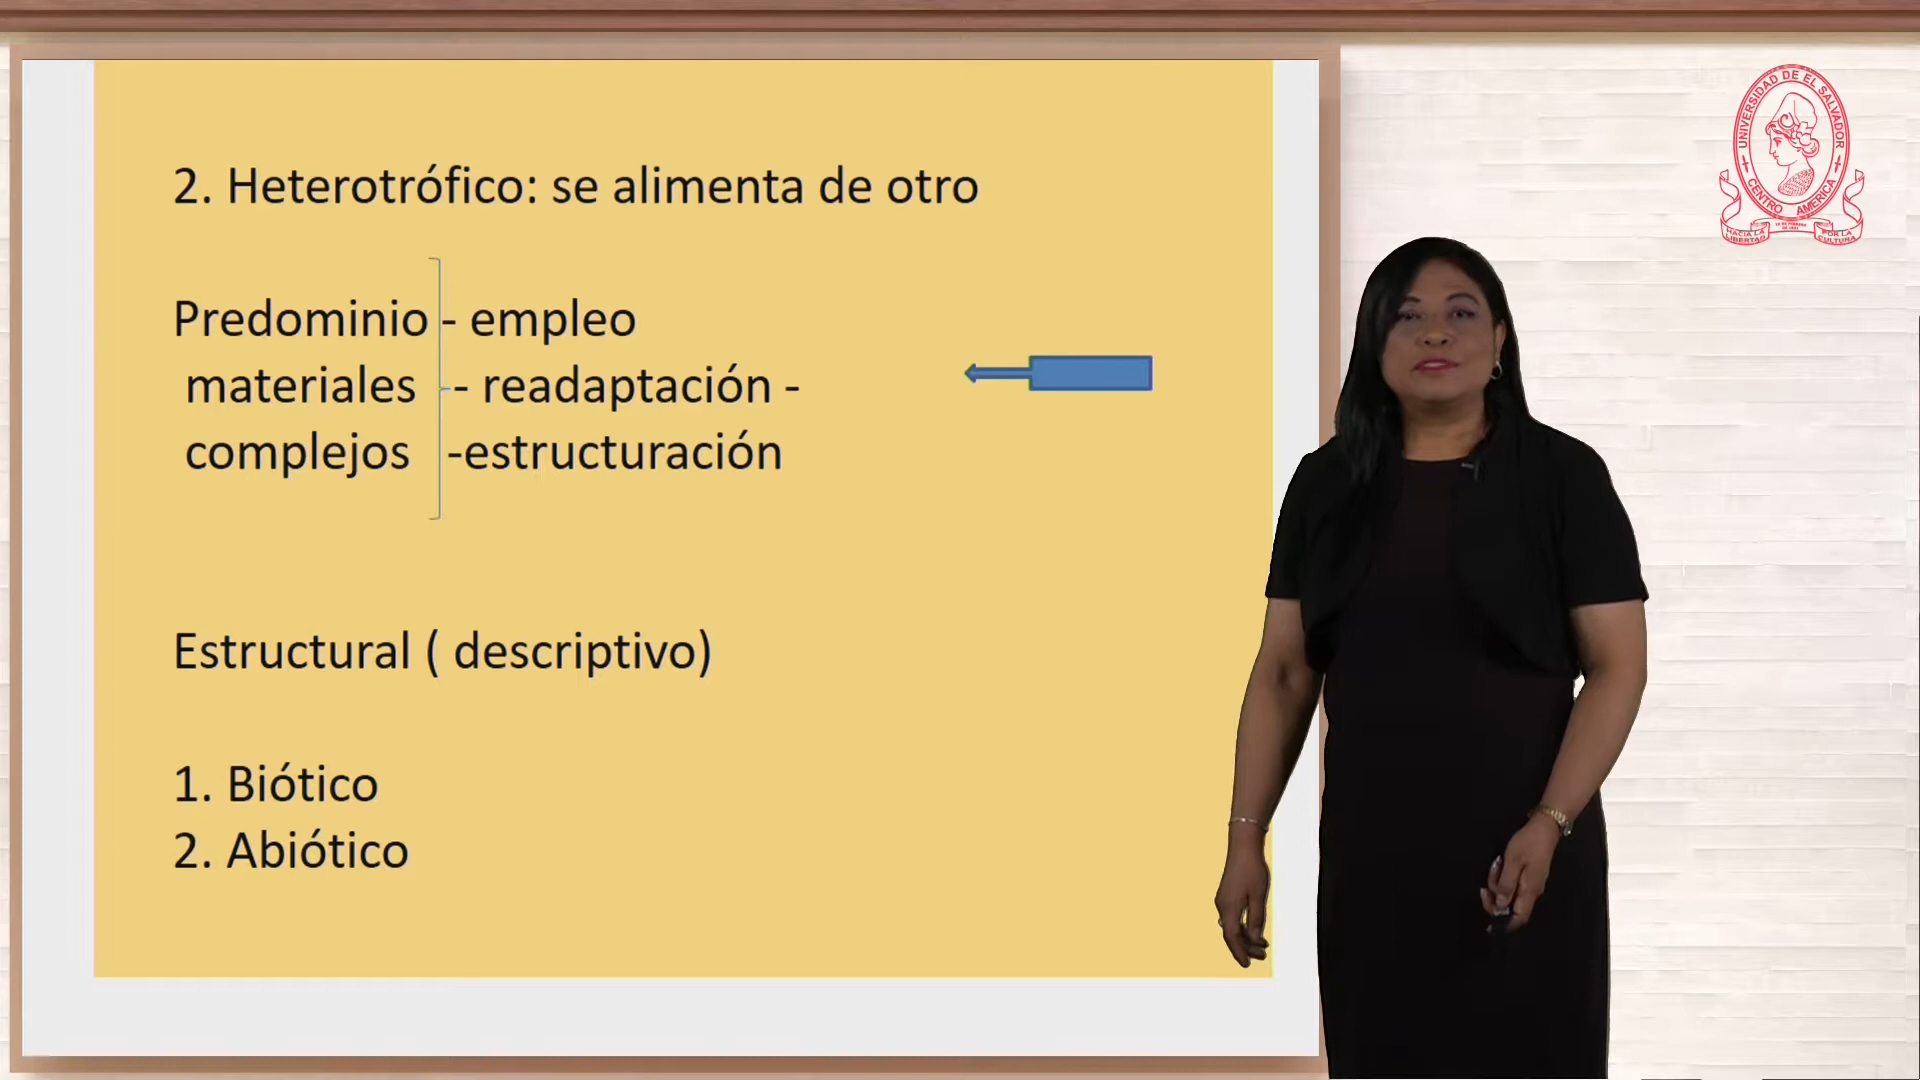 2. Heterotrófico: se alimenta de otro
Predominio - empleo
materiales - readaptación -
complejos -estructuración
Estructural ( descriptivo)
1. Biótico
2. Abiótico
UNIVERSIDAD DE EL SALVADOR
CENTRO AMERICA
HACIA LA LIBERTAD
POR LA CULTURA